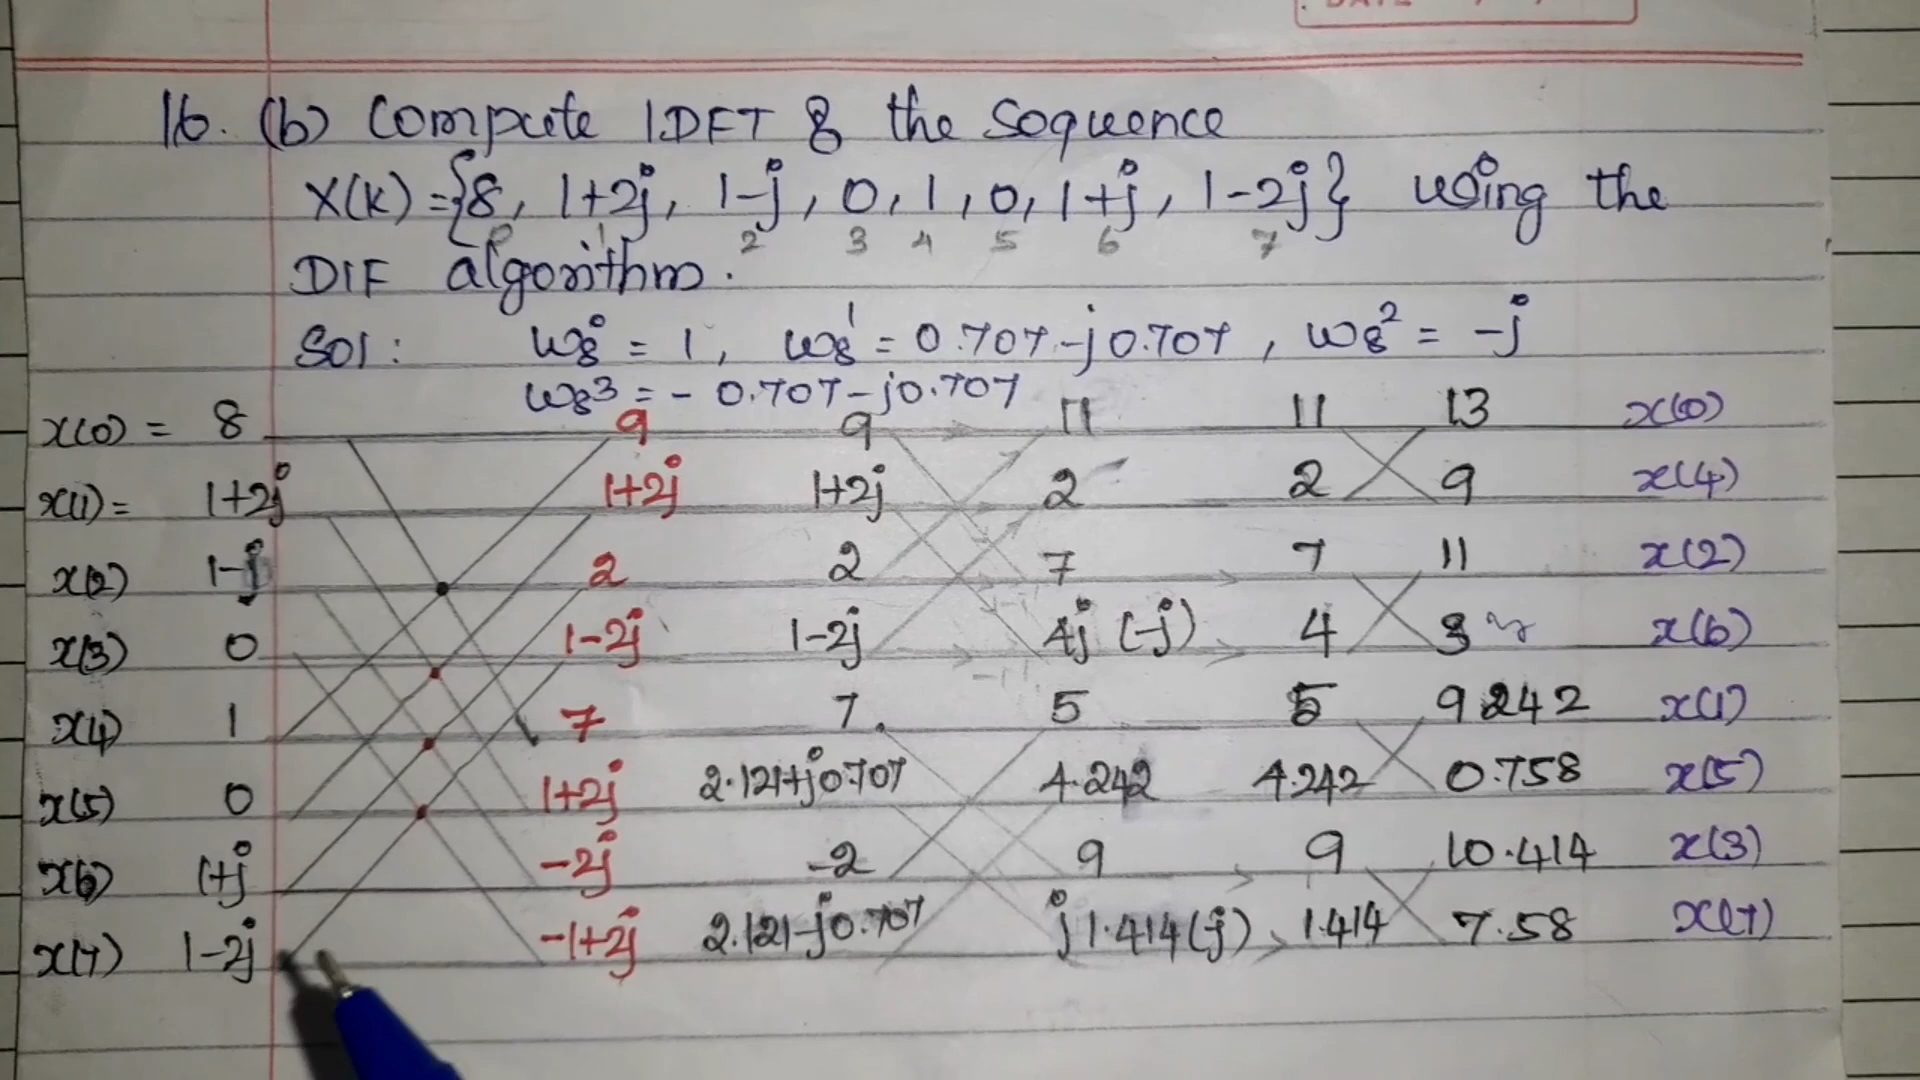 DATE
16. (b) Compute IDFT & the Sequence
X(K) = {8, 1+2j, 1-j, 0, 1, 0, 1+j, 1-2j} using the
0 1 2 3 4 5 6 7
DIF algorithm.
Sol: W8^0 = 1, W8^1 = 0.707-j0.707, W8^2 = -j
W8^3 = -0.707-j0.707
x(0) = 8 9 9 11 11 13 x(0)
x(1) = 1+2j 1+2j 1+2j 2 2 9 x(4)
x(2) 1-j 2 2 7 7 11 x(2)
x(3) 0 1-2j 1-2j 4j (-j) 4 3 x(6)
x(4) 1 7 7 5 5 9.242 x(1)
x(5) 0 1+2j 2.121+j0.707 4.242 4.242 0.758 x(5)
x(6) 1+j -2j -2 9 9 10.414 x(3)
x(7) 1-2j -1+2j 2.121-j0.707 j1.414(-j) 1.414 7.58 x(7)